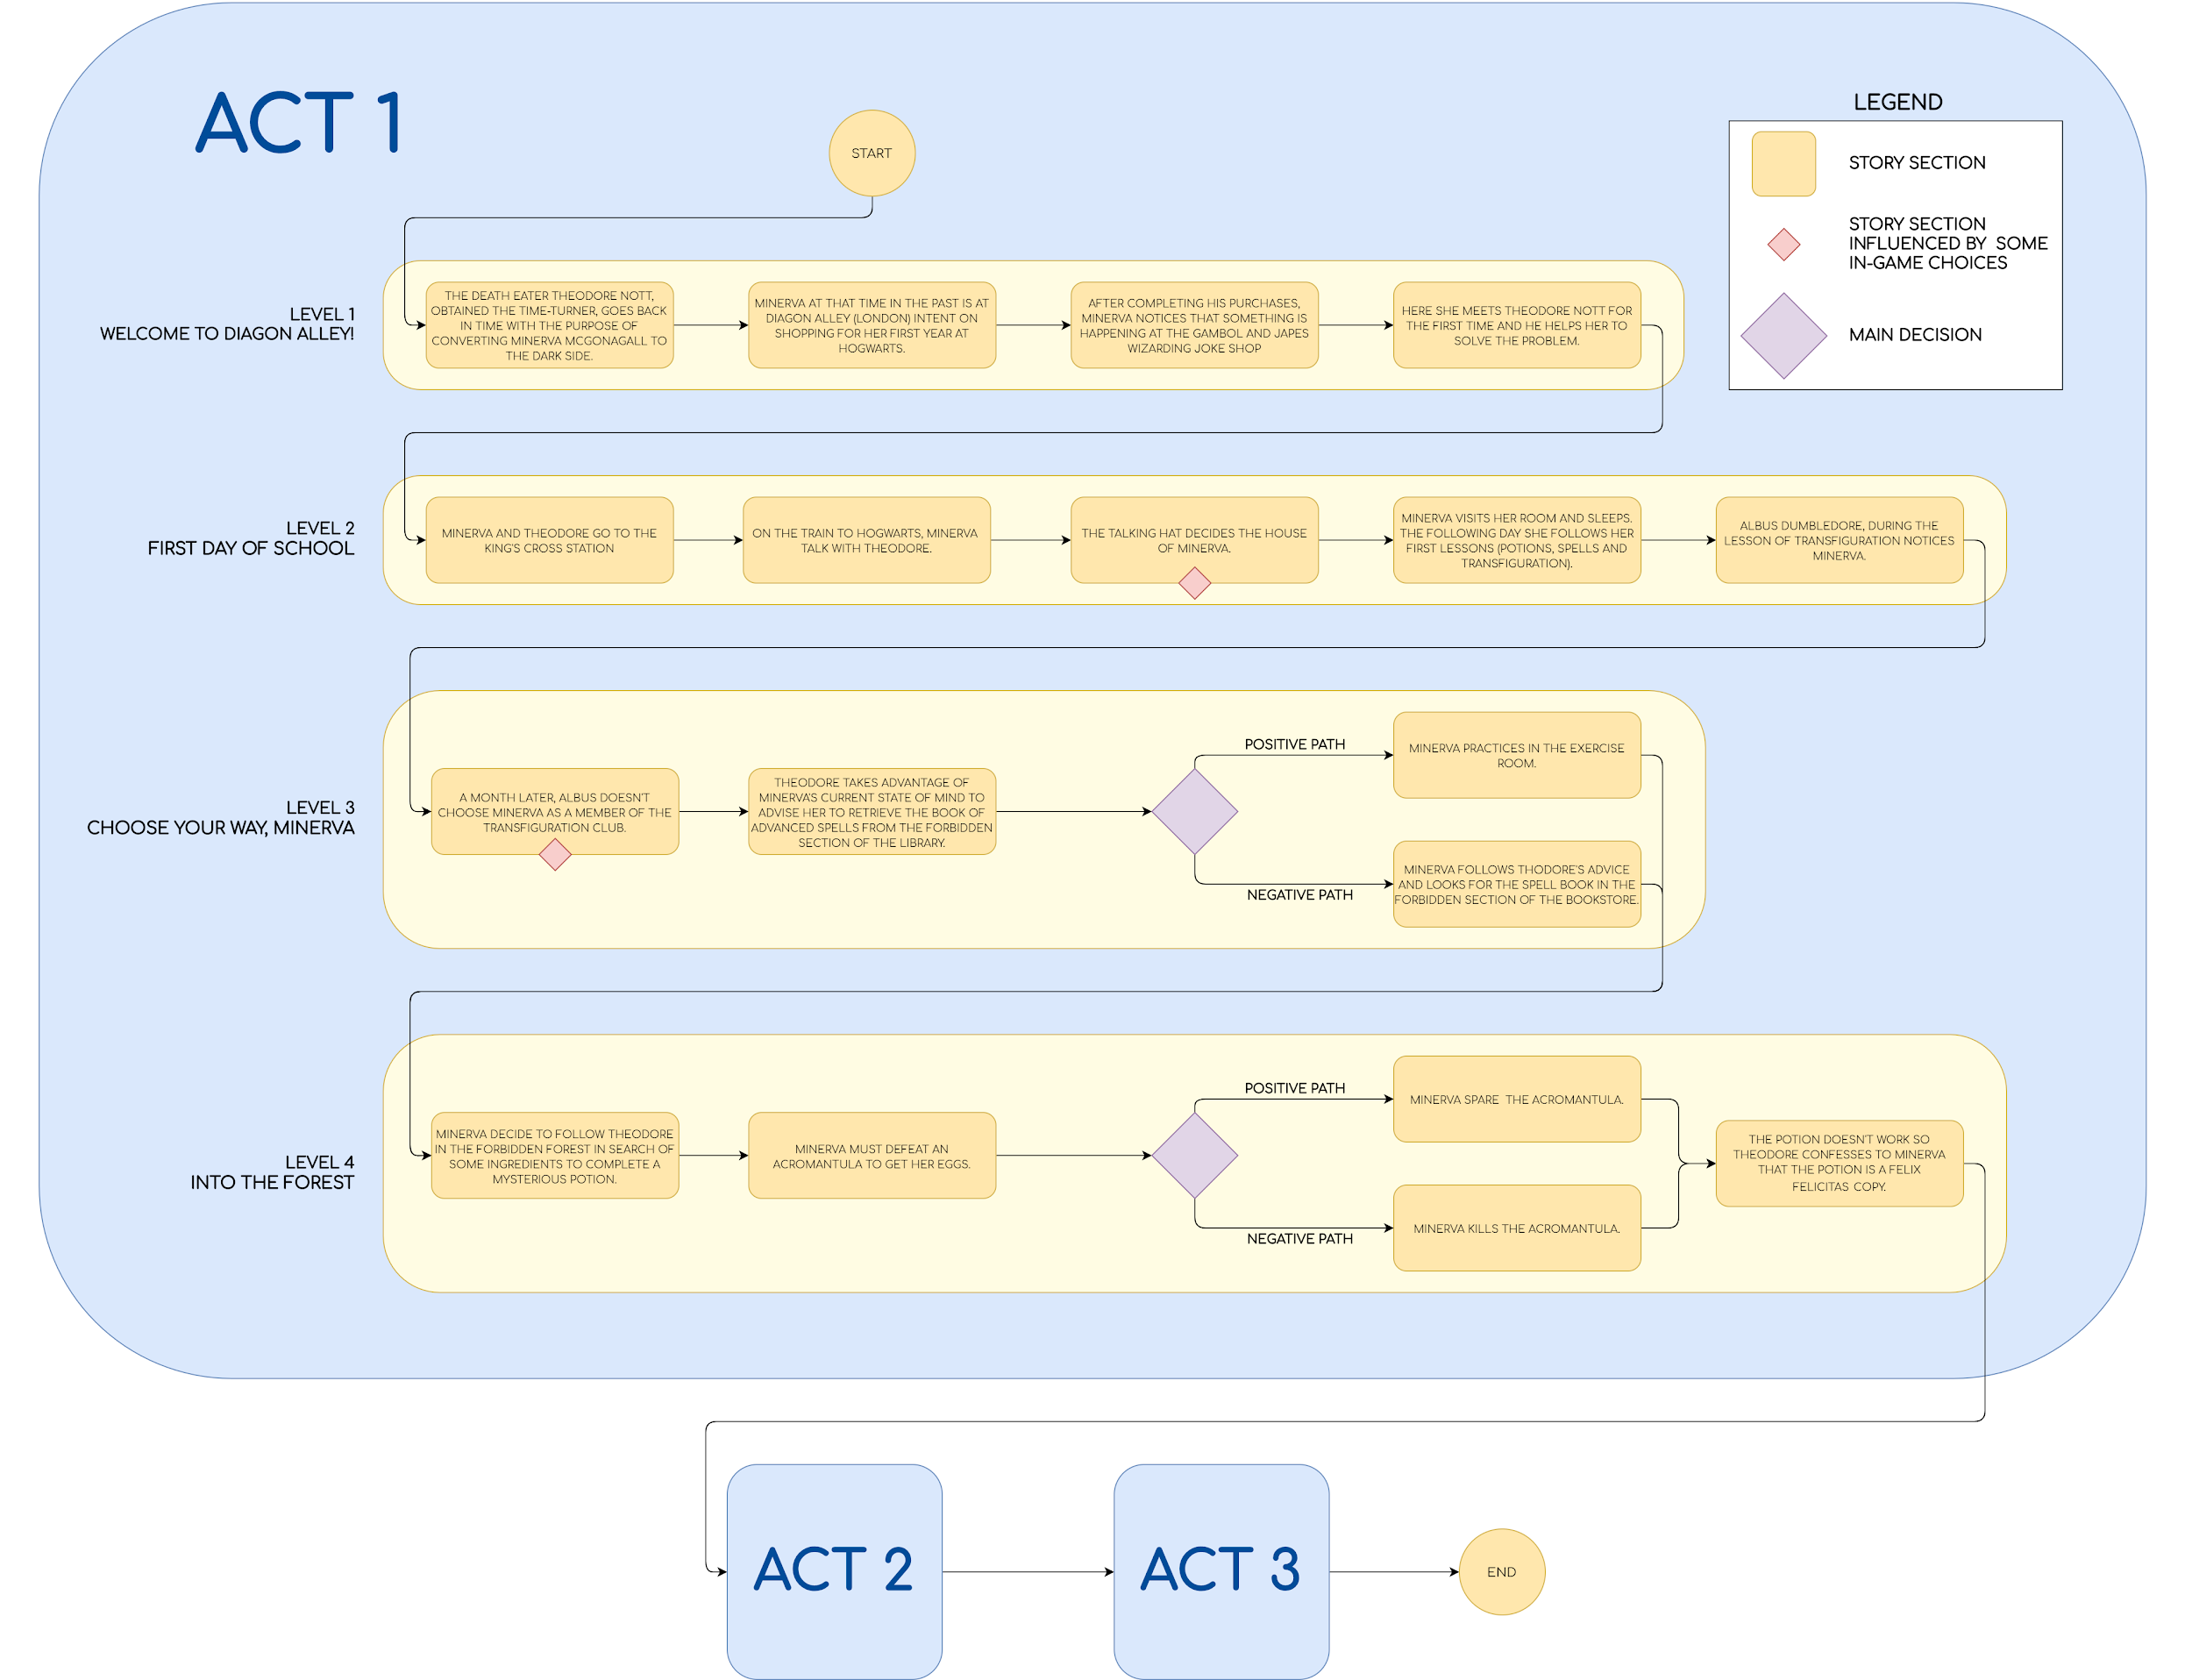 ACT 1
START
LEGEND
STORY SECTION
STORY SECTION
INFLUENCED BY  SOME
IN-GAME CHOICES
MAIN DECISION
LEVEL 1
WELCOME TO DIAGON ALLEY!
THE DEATH EATER THEODORE NOTT,
OBTAINED THE TIME-TURNER, GOES BACK
IN TIME WITH THE PURPOSE OF
CONVERTING MINERVA MCGONAGALL TO
THE DARK SIDE.
MINERVA AT THAT TIME IN THE PAST IS AT
DIAGON ALLEY (LONDON) INTENT ON
SHOPPING FOR HER FIRST YEAR AT
HOGWARTS.
AFTER COMPLETING HIS PURCHASES,
MINERVA NOTICES THAT SOMETHING IS
HAPPENING AT THE GAMBOL AND JAPES
WIZARDING JOKE SHOP
HERE SHE MEETS THEODORE NOTT FOR
THE FIRST TIME AND HE HELPS HER TO
SOLVE THE PROBLEM.
LEVEL 2
FIRST DAY OF SCHOOL
MINERVA AND THEODORE GO TO THE
KING'S CROSS STATION
ON THE TRAIN TO HOGWARTS, MINERVA
TALK WITH THEODORE.
THE TALKING HAT DECIDES THE HOUSE
OF MINERVA.
MINERVA VISITS HER ROOM AND SLEEPS.
THE FOLLOWING DAY SHE FOLLOWS HER
FIRST LESSONS (POTIONS, SPELLS AND
TRANSFIGURATION).
ALBUS DUMBLEDORE, DURING THE
LESSON OF TRANSFIGURATION NOTICES
MINERVA.
LEVEL 3
CHOOSE YOUR WAY, MINERVA
A MONTH LATER, ALBUS DOESN'T
CHOOSE MINERVA AS A MEMBER OF THE
TRANSFIGURATION CLUB.
THEODORE TAKES ADVANTAGE OF
MINERVA'S CURRENT STATE OF MIND TO
ADVISE HER TO RETRIEVE THE BOOK OF
ADVANCED SPELLS FROM THE FORBIDDEN
SECTION OF THE LIBRARY.
POSITIVE PATH
MINERVA PRACTICES IN THE EXERCISE
ROOM.
NEGATIVE PATH
MINERVA FOLLOWS THODORE'S ADVICE
AND LOOKS FOR THE SPELL BOOK IN THE
FORBIDDEN SECTION OF THE BOOKSTORE.
LEVEL 4
INTO THE FOREST
MINERVA DECIDE TO FOLLOW THEODORE
IN THE FORBIDDEN FOREST IN SEARCH OF
SOME INGREDIENTS TO COMPLETE A
MYSTERIOUS POTION.
MINERVA MUST DEFEAT AN
ACROMANTULA TO GET HER EGGS.
POSITIVE PATH
MINERVA SPARE  THE ACROMANTULA.
NEGATIVE PATH
MINERVA KILLS THE ACROMANTULA.
THE POTION DOESN'T WORK SO
THEODORE CONFESSES TO MINERVA
THAT THE POTION IS A FELIX
FELICITAS  COPY.
ACT 2
ACT 3
END